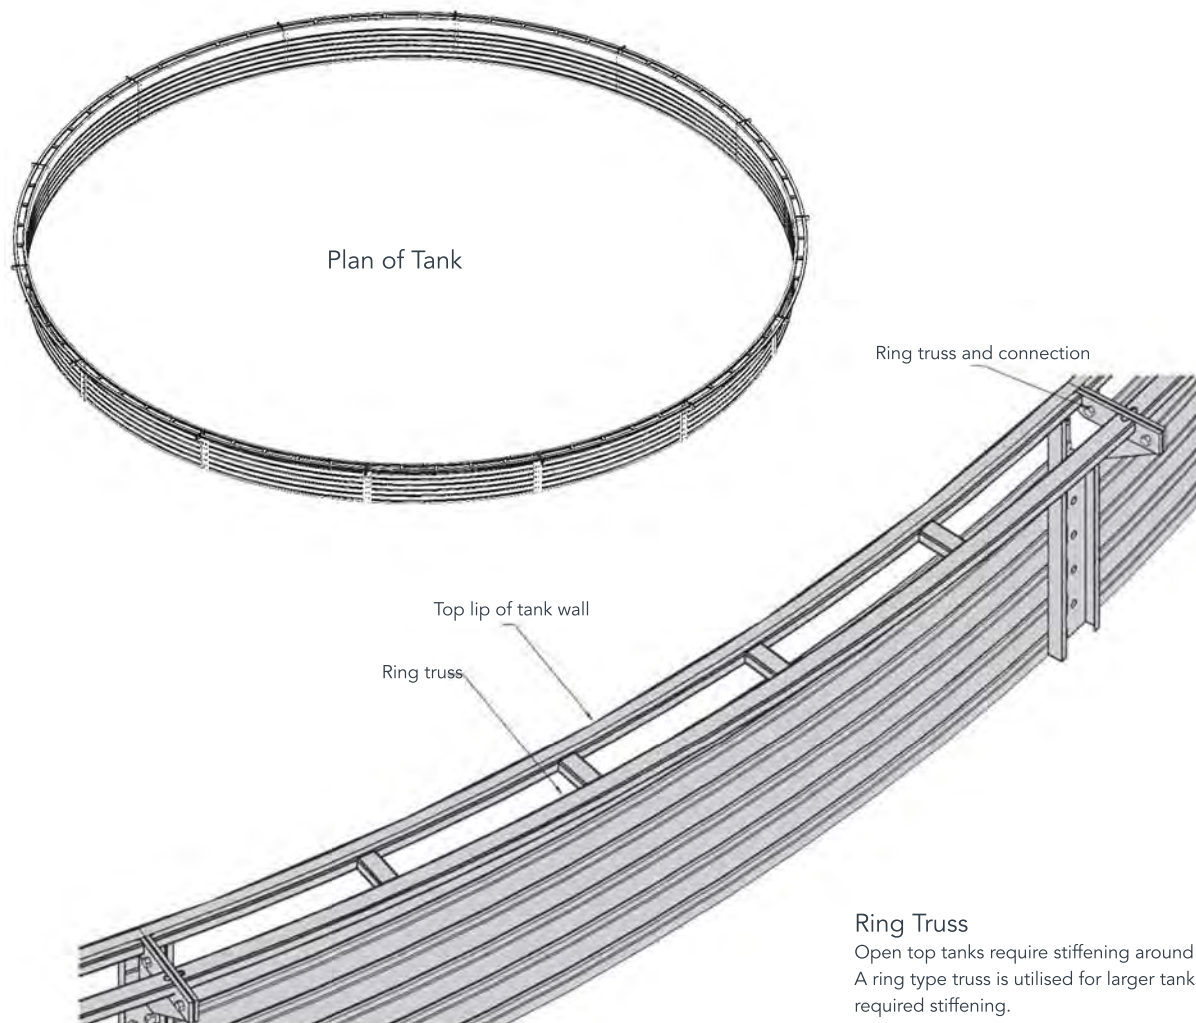 Plan of Tank
Ring truss and connection
Top lip of tank wall
Ring truss
Ring Truss
Open top tanks require stiffening around
A ring type truss is utilised for larger tank
required stiffening.